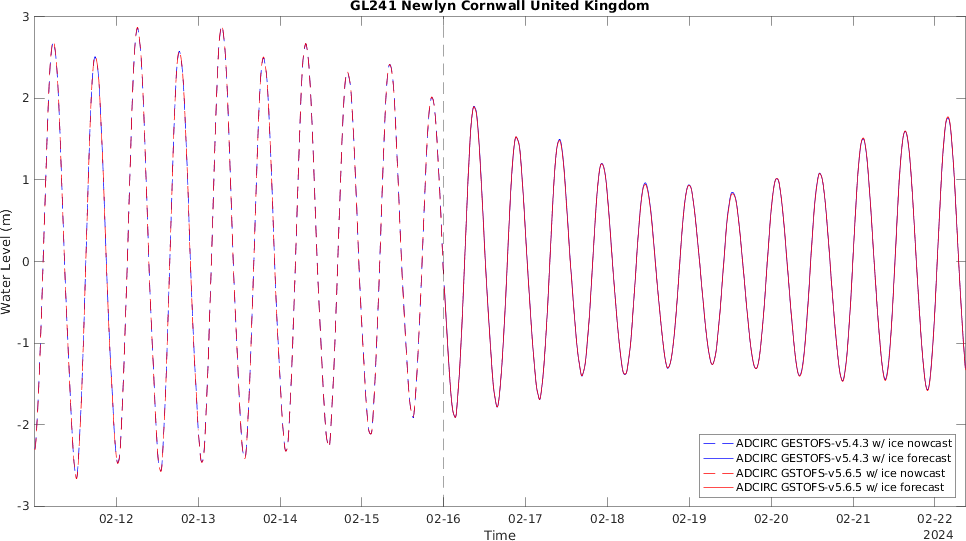 GL241 Newlyn Cornwall United Kingdom
3
2
1
0
-1
-2
-3
Water Level (m)
ADCIRC GESTOFS-v5.4.3 w/ ice nowcast
ADCIRC GESTOFS-v5.4.3 w/ ice forecast
ADCIRC GSTOFS-v5.6.5 w/ ice nowcast
ADCIRC GSTOFS-v5.6.5 w/ ice forecast
02-12 02-13 02-14 02-15 02-16 02-17 02-18 02-19 02-20 02-21 02-22
Time 2024